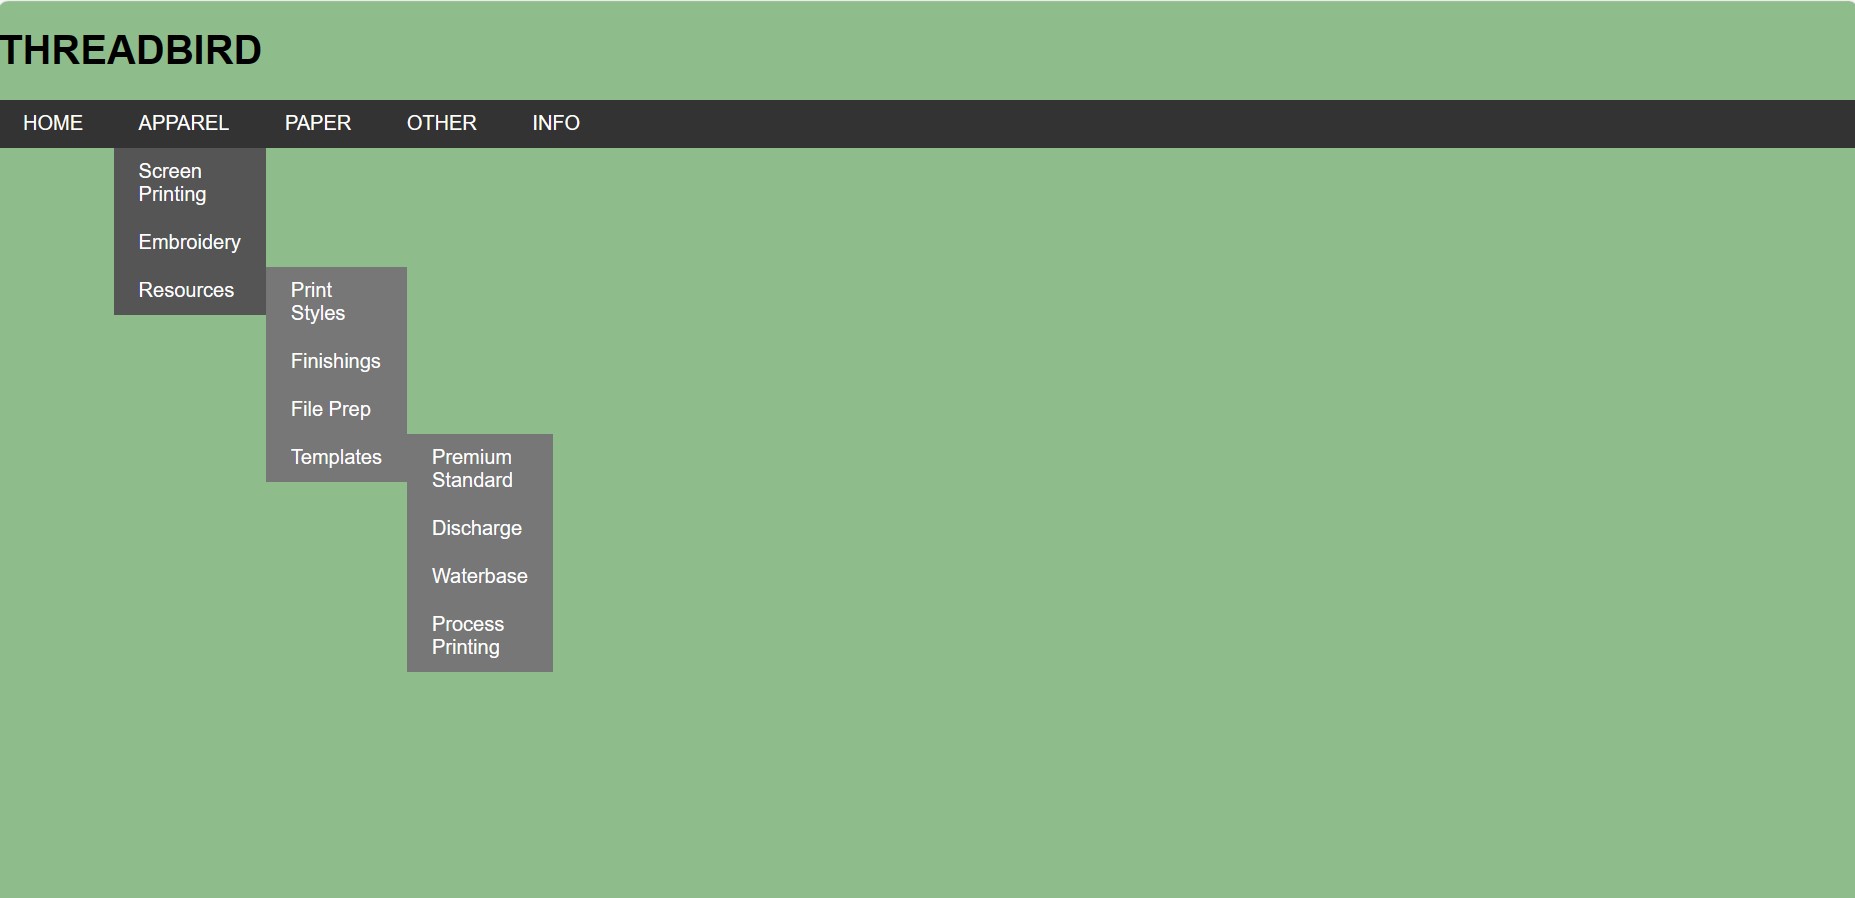 THREADBIRD
HOME APPAREL PAPER OTHER INFO
Screen
Printing
Embroidery
Resources
Print
Styles
Finishings
File Prep
Templates
Premium
Standard
Discharge
Waterbase
Process
Printing